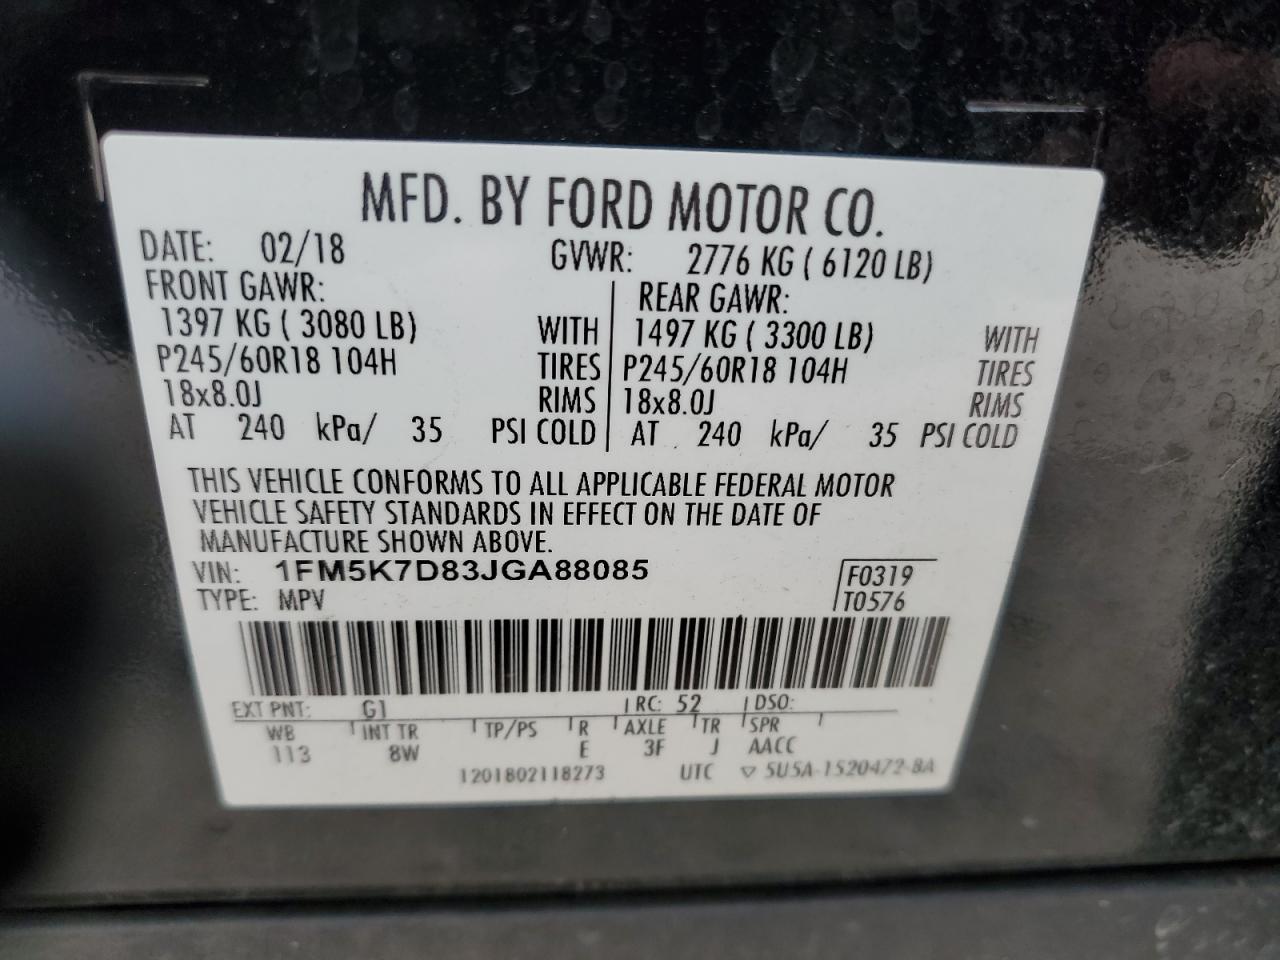 MFD. BY FORD MOTOR CO.
DATE: 02/18 GVWR: 2776 KG ( 6120 LB)
FRONT GAWR: REAR GAWR:
1397 KG ( 3080 LB) WITH 1497 KG ( 3300 LB) WITH
P245/60R18 104H TIRES P245/60R18 104H TIRES
18x8.0J RIMS 18x8.0J RIMS
AT 240 kPa/ 35 PSI COLD AT 240 kPa/ 35 PSI COLD
THIS VEHICLE CONFORMS TO ALL APPLICABLE FEDERAL MOTOR
VEHICLE SAFETY STANDARDS IN EFFECT ON THE DATE OF
MANUFACTURE SHOWN ABOVE.
VIN: 1FM5K7D83JGA88085 F0319
TYPE: MPV T0576
EXT PNT: G1 RC: 52 DSO:
WB INT TR TP/PS R AXLE TR SPR
113 8W E 3F J AACC
1201802118273 UTC ▽ 5U5A-1520472-BA